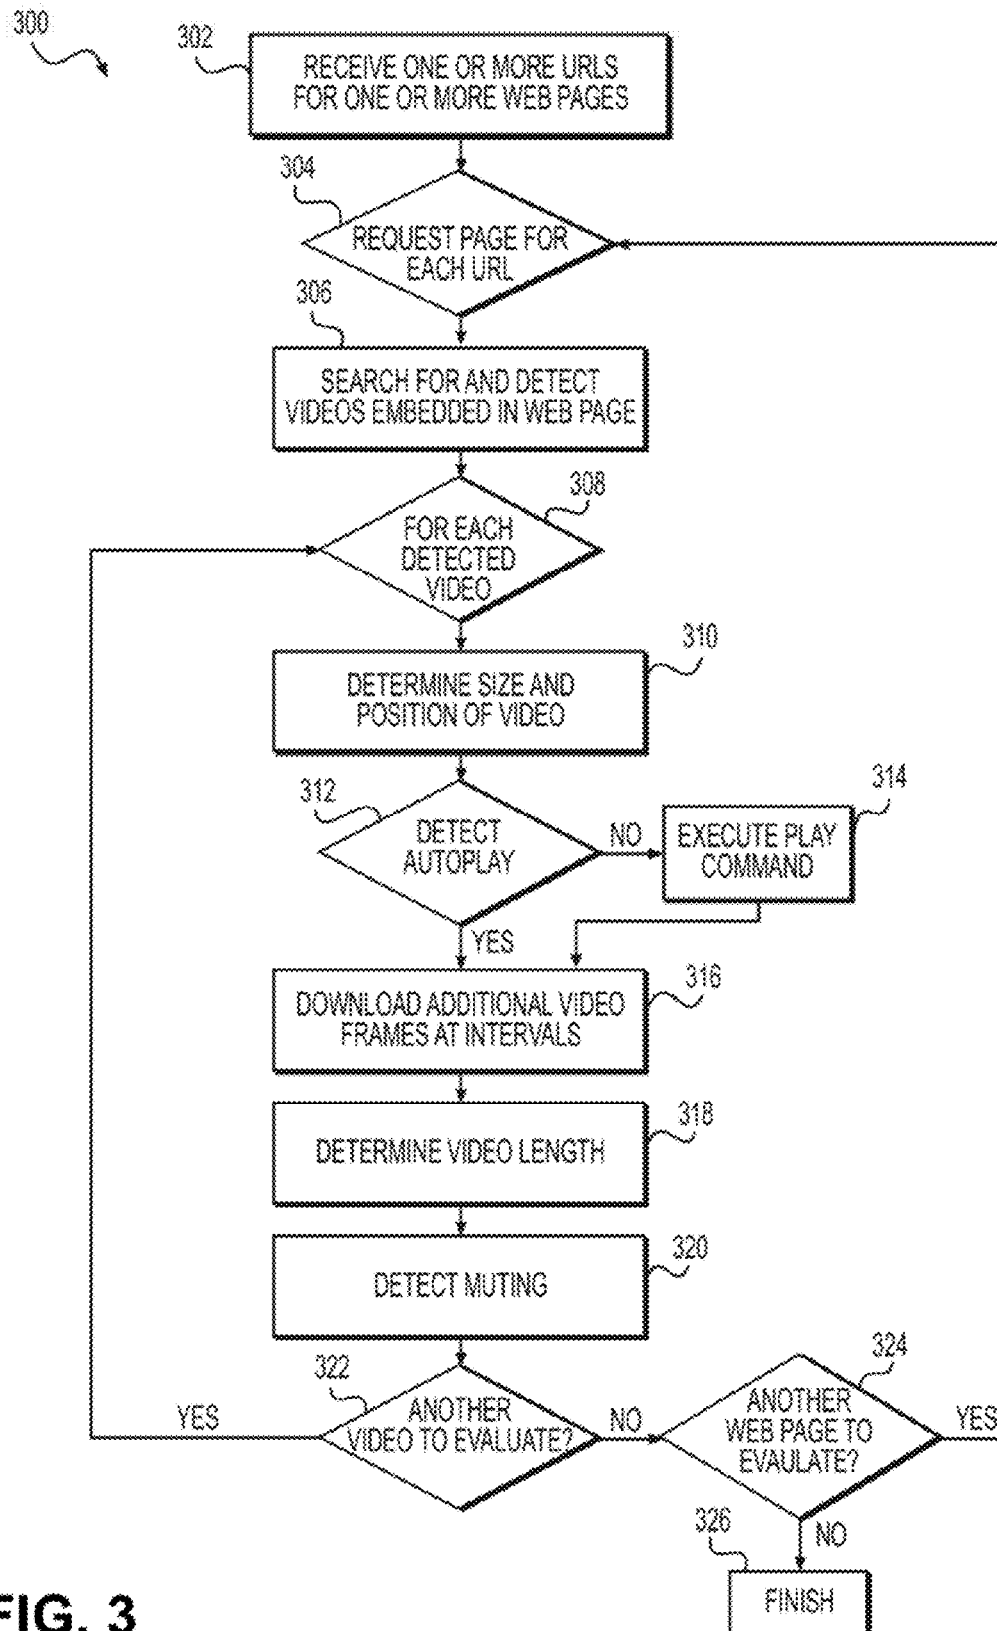 300
302
RECEIVE ONE OR MORE URLS
FOR ONE OR MORE WEB PAGES
304
REQUEST PAGE FOR
EACH URL
306
SEARCH FOR AND DETECT
VIDEOS EMBEDDED IN WEB PAGE
308
FOR EACH
DETECTED
VIDEO
310
DETERMINE SIZE AND
POSITION OF VIDEO
312
DETECT
AUTOPLAY
NO
314
EXECUTE PLAY
COMMAND
YES
316
DOWNLOAD ADDITIONAL VIDEO
FRAMES AT INTERVALS
318
DETERMINE VIDEO LENGTH
320
DETECT MUTING
322
ANOTHER
VIDEO TO EVALUATE?
YES
NO
324
ANOTHER
WEB PAGE TO
EVAULATE?
YES
NO
326
FINISH
FIG. 3